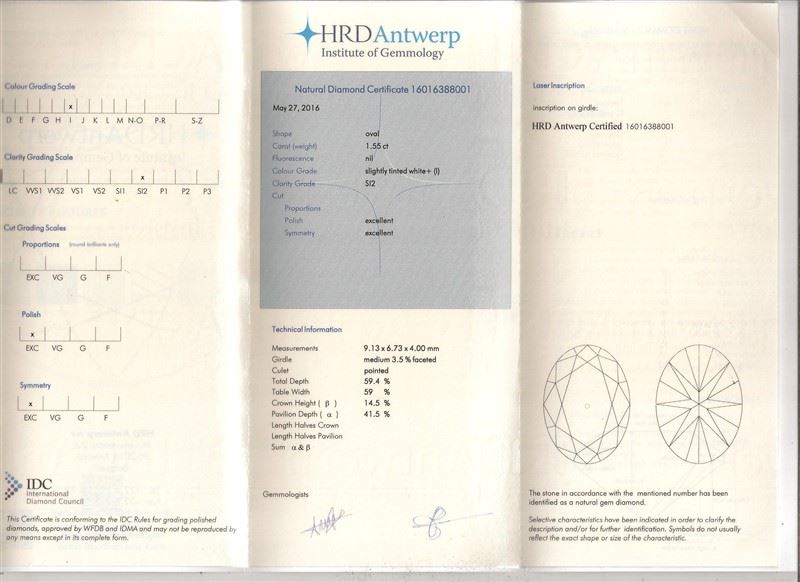 Colour Grading Scale
x
D E F G H I J K L M N-O P-R S-Z
Clarity Grading Scale
x
LC VVS1 VVS2 VS1 VS2 SI1 SI2 P1 P2 P3
Cut Grading Scales
Proportions (round brilliants only)
EXC VG G F
Polish
x
EXC VG G F
Symmetry
x
EXC VG G F
IDC
International
Diamond Council
This Certificate is conforming to the IDC Rules for grading polished
diamonds, approved by WFDB and IDMA and may not be reproduced by
any means except in its complete form.
HRD Antwerp
Institute of Gemmology
Natural Diamond Certificate 16016388001
May 27, 2016
Shape oval
Carat (weight) 1.55 ct
Fluorescence nil
Colour Grade slightly tinted white+ (I)
Clarity Grade SI2
Cut
Proportions
Polish excellent
Symmetry excellent
Technical Information
Measurements 9.13 x 6.73 x 4.00 mm
Girdle medium 3.5 % faceted
Culet pointed
Total Depth 59.4 %
Table Width 59 %
Crown Height ( β ) 14.5 %
Pavilion Depth ( α ) 41.5 %
Length Halves Crown
Length Halves Pavilion
Sum α & β
Gemmologists
Laser Inscription
inscription on girdle:
HRD Antwerp Certified 16016388001
The stone in accordance with the mentioned number has been
identified as a natural gem diamond.
Selective characteristics have been indicated in order to clarify the
description and/or for further identification. Symbols do not usually
reflect the exact shape or size of the characteristic.